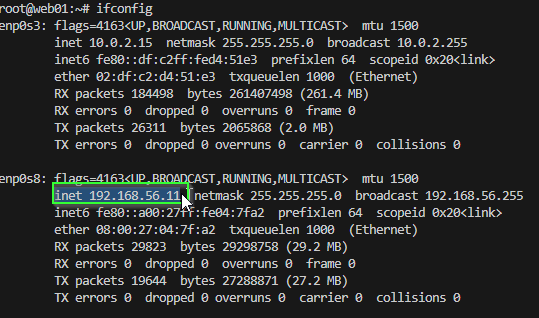 root@web01:~# ifconfig
enp0s3: flags=4163<UP,BROADCAST,RUNNING,MULTICAST>  mtu 1500
        inet 10.0.2.15  netmask 255.255.255.0  broadcast 10.0.2.255
        inet6 fe80::df:c2ff:fed4:51e3  prefixlen 64  scopeid 0x20<link>
        ether 02:df:c2:d4:51:e3  txqueuelen 1000  (Ethernet)
        RX packets 184498  bytes 261407498 (261.4 MB)
        RX errors 0  dropped 0  overruns 0  frame 0
        TX packets 26311  bytes 2065868 (2.0 MB)
        TX errors 0  dropped 0 overruns 0  carrier 0  collisions 0
enp0s8: flags=4163<UP,BROADCAST,RUNNING,MULTICAST>  mtu 1500
        inet 192.168.56.11  netmask 255.255.255.0  broadcast 192.168.56.255
        inet6 fe80::a00:27ff:fe04:7fa2  prefixlen 64  scopeid 0x20<link>
        ether 08:00:27:04:7f:a2  txqueuelen 1000  (Ethernet)
        RX packets 29823  bytes 29298758 (29.2 MB)
        RX errors 0  dropped 0  overruns 0  frame 0
        TX packets 19644  bytes 27288871 (27.2 MB)
        TX errors 0  dropped 0 overruns 0  carrier 0  collisions 0